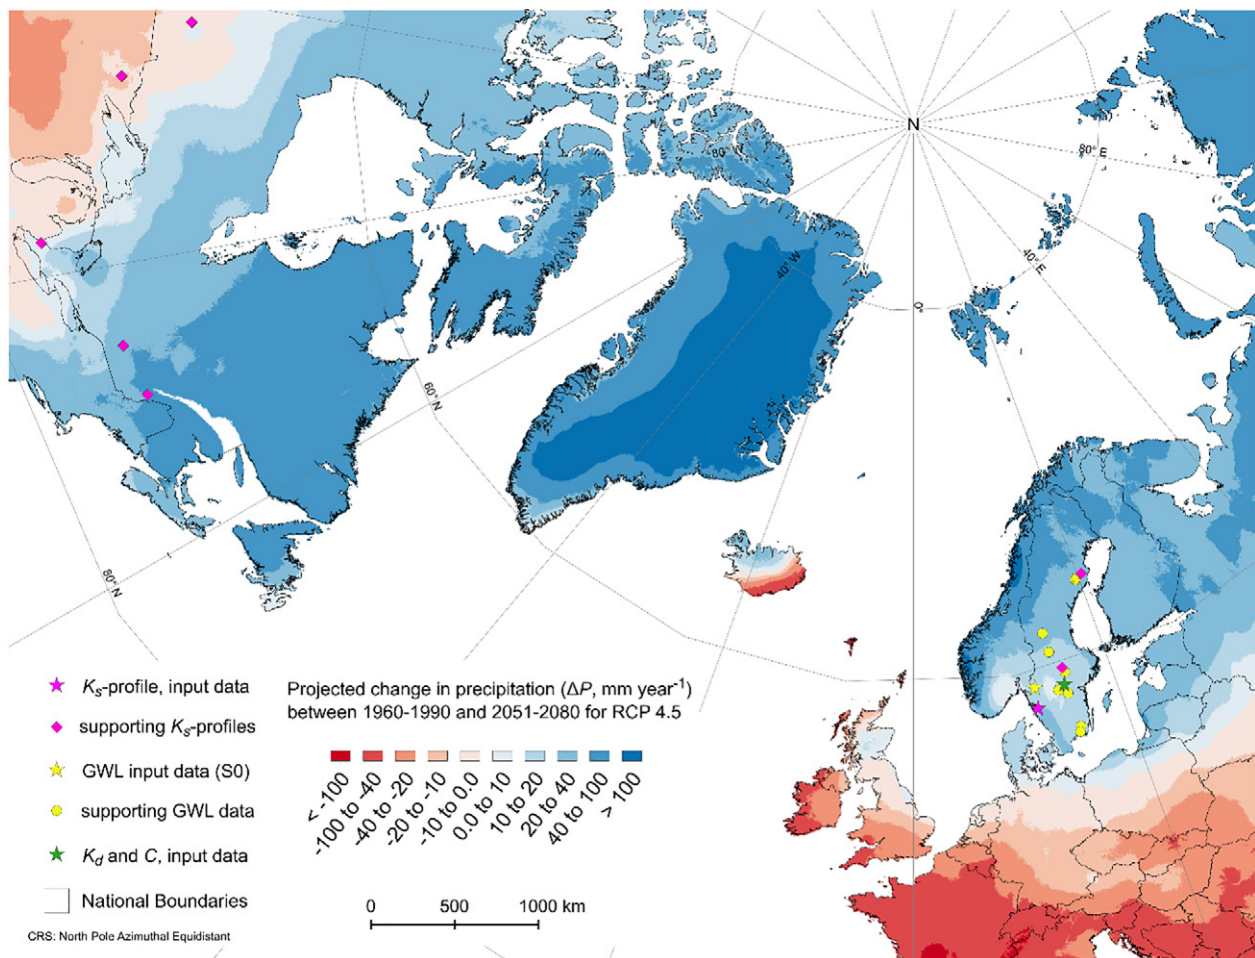 N
80° W
80° E
40° W
40° E
0°
60° N
80° N
K_s-profile, input data
supporting K_s-profiles
GWL input data (S0)
supporting GWL data
K_d and C, input data
National Boundaries
CRS: North Pole Azimuthal Equidistant
Projected change in precipitation (ΔP, mm year⁻¹)
between 1960-1990 and 2051-2080 for RCP 4.5
< -100
-100 to -40
-40 to -20
-20 to -10
-10 to 0.0
0.0 to 10
10 to 20
20 to 40
40 to 100
> 100
0 500 1000 km